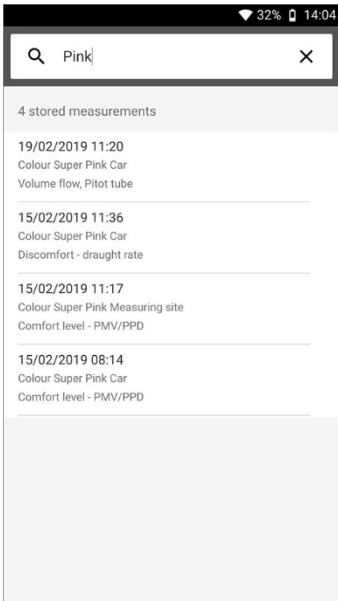 32% 14:04
Pink
4 stored measurements
19/02/2019 11:20
Colour Super Pink Car
Volume flow, Pitot tube
15/02/2019 11:36
Colour Super Pink Car
Discomfort - draught rate
15/02/2019 11:17
Colour Super Pink Measuring site
Comfort level - PMV/PPD
15/02/2019 08:14
Colour Super Pink Car
Comfort level - PMV/PPD